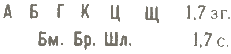 А Б Г К Ц Щ 1,7 зг.
Бм. Бр. Шл. 1,7 с.